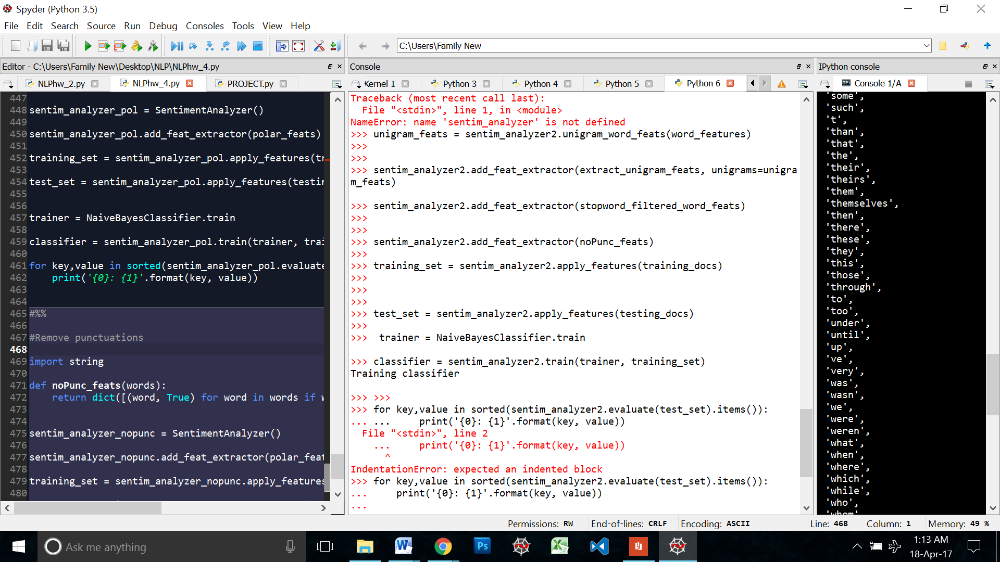 Spyder (Python 3.5)
File Edit Search Source Run Debug Consoles Tools View Help
C:\Users\Family New
Editor - C:\Users\Family New\Desktop\NLP\NLPhw_4.py
NLPhw_2.py NLPhw_4.py PROJECT.py
447
448 sentim_analyzer_pol = SentimentAnalyzer()
449
450 sentim_analyzer_pol.add_feat_extractor(polar_feats)
451
452 training_set = sentim_analyzer_pol.apply_features(tr
453
454 test_set = sentim_analyzer_pol.apply_features(testin
455
456
457 trainer = NaiveBayesClassifier.train
458
459 classifier = sentim_analyzer_pol.train(trainer, trai
460
461 for key,value in sorted(sentim_analyzer_pol.evaluate
462     print('{0}: {1}'.format(key, value))
463
464
465 #%%
466
467 #Remove punctuations
468
469 import string
470
471 def noPunc_feats(words):
472     return dict([(word, True) for word in words if w
473
474
475 sentim_analyzer_nopunc = SentimentAnalyzer()
476
477 sentim_analyzer_nopunc.add_feat_extractor(polar_feat
478
479 training_set = sentim_analyzer_nopunc.apply_features
480
Console
Kernel 1 Python 3 Python 4 Python 5 Python 6
Traceback (most recent call last):
  File "<stdin>", line 1, in <module>
NameError: name 'sentim_analyzer' is not defined
>>> unigram_feats = sentim_analyzer2.unigram_word_feats(word_features)
>>>
>>>
>>> sentim_analyzer2.add_feat_extractor(extract_unigram_feats, unigrams=unigra
m_feats)
>>> sentim_analyzer2.add_feat_extractor(stopword_filtered_word_feats)
>>>
>>>
>>> sentim_analyzer2.add_feat_extractor(noPunc_feats)
>>>
>>> training_set = sentim_analyzer2.apply_features(training_docs)
>>>
>>>
>>>
>>> test_set = sentim_analyzer2.apply_features(testing_docs)
>>>
>>>  trainer = NaiveBayesClassifier.train
>>> classifier = sentim_analyzer2.train(trainer, training_set)
Training classifier
>>> >>>
>>> for key,value in sorted(sentim_analyzer2.evaluate(test_set).items()):
... ...     print('{0}: {1}'.format(key, value))
  File "<stdin>", line 2
    ...     print('{0}: {1}'.format(key, value))
      ^
IndentationError: expected an indented block
>>> for key,value in sorted(sentim_analyzer2.evaluate(test_set).items()):
...     print('{0}: {1}'.format(key, value))
...
IPython console
IP: Console 1/A
'some',
'such',
't',
'than',
'that',
'the',
'their',
'theirs',
'them',
'themselves',
'then',
'there',
'these',
'they',
'this',
'those',
'through',
'to',
'too',
'under',
'until',
'up',
've',
'very',
'was',
'wasn',
'we',
'were',
'weren',
'what',
'when',
'where',
'which',
'while',
'who',
'whom',
Permissions: RW End-of-lines: CRLF Encoding: ASCII Line: 468 Column: 1 Memory: 49 %
Ask me anything
Ps
1:13 AM
18-Apr-17